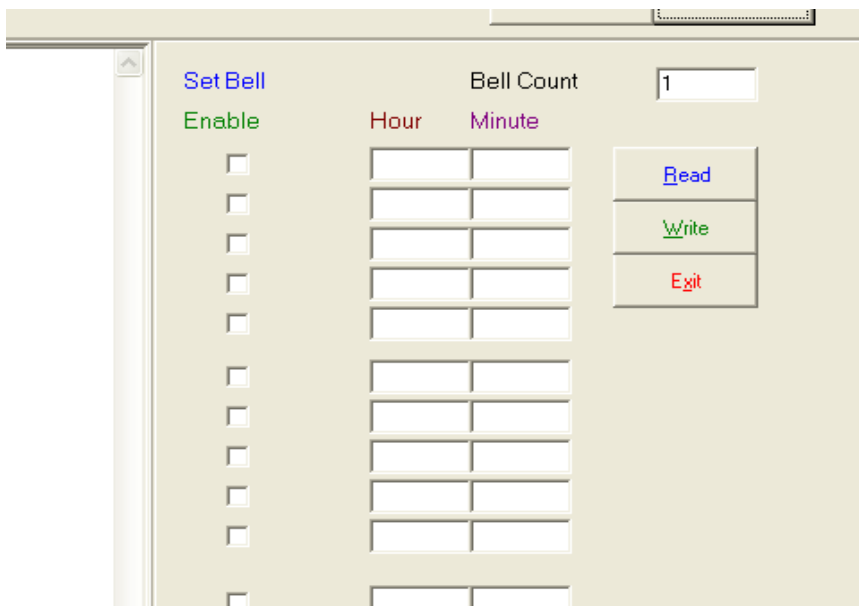 Set Bell Bell Count 1
Enable Hour Minute
Read
Write
Exit